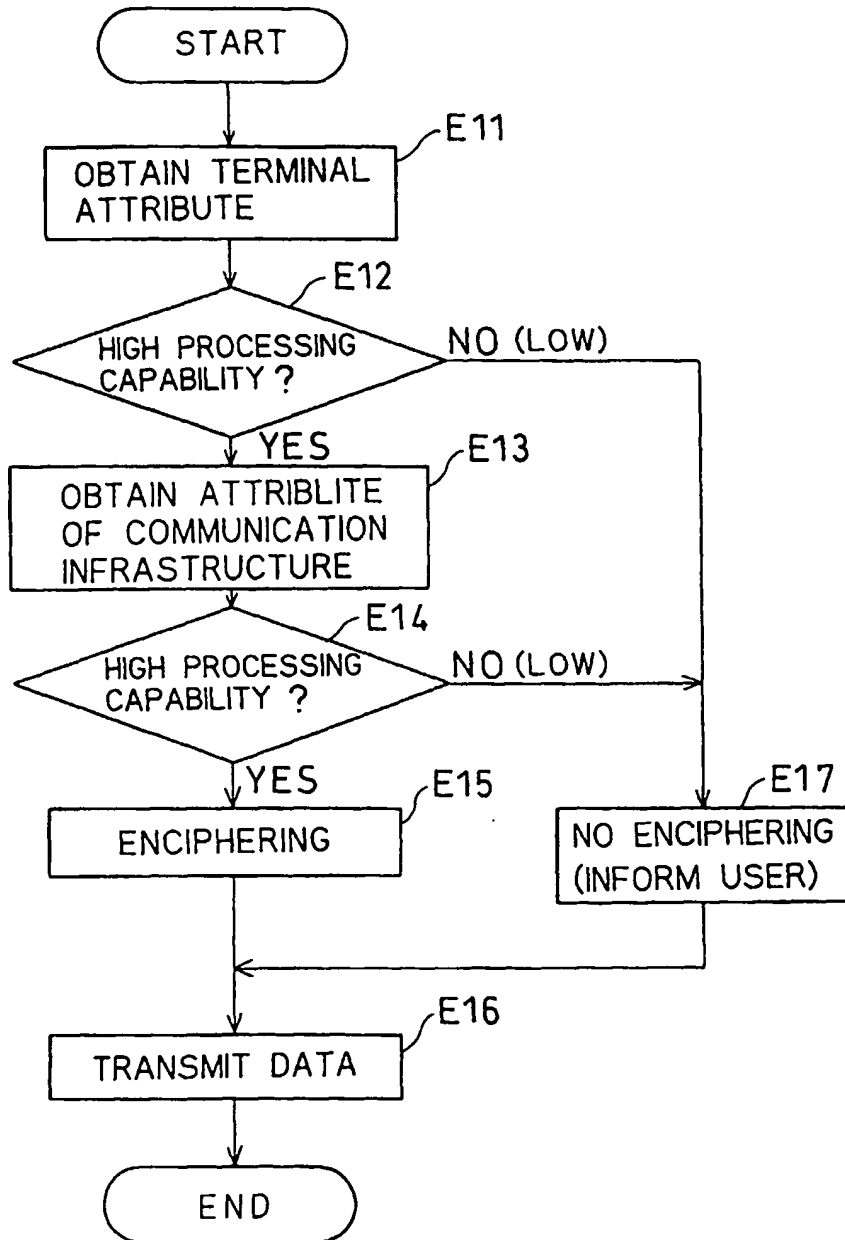 START
E11
OBTAIN TERMINAL
ATTRIBUTE
E12
HIGH PROCESSING
CAPABILITY ?
NO (LOW)
YES
E13
OBTAIN ATTRIBLITE
OF COMMUNICATION
INFRASTRUCTURE
E14
HIGH PROCESSING
CAPABILITY ?
NO (LOW)
YES
E15
ENCIPHERING
E17
NO ENCIPHERING
(INFORM USER)
E16
TRANSMIT DATA
END